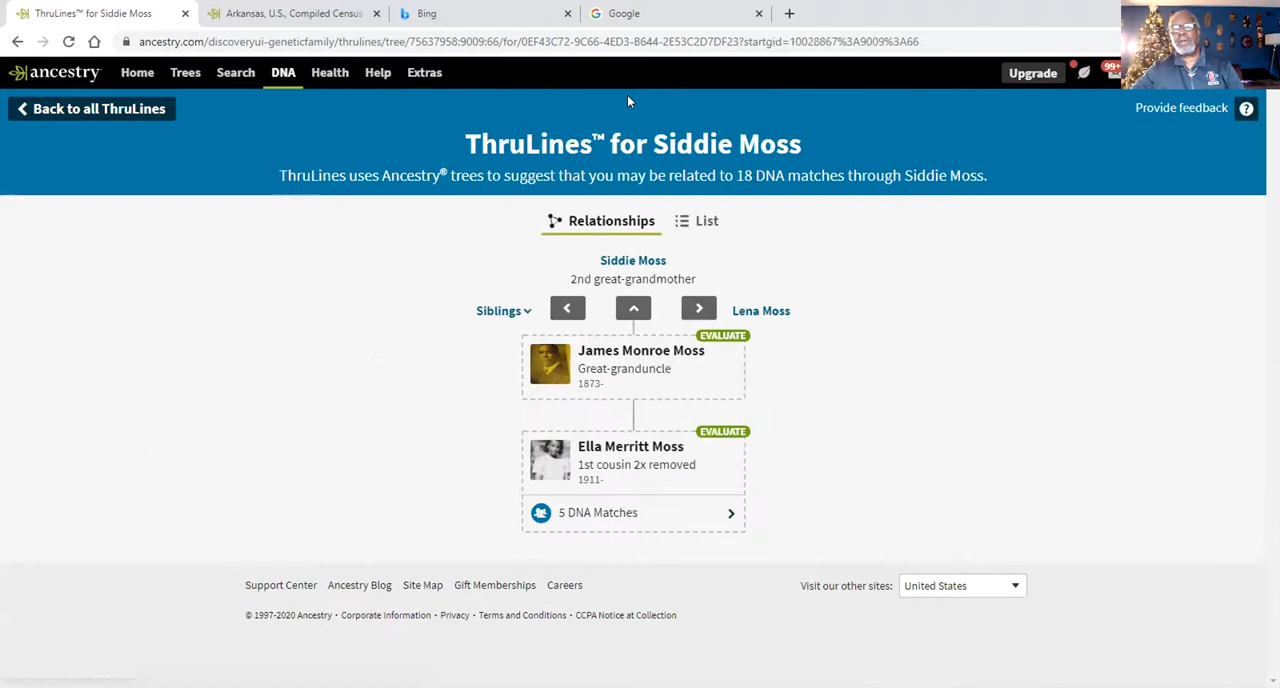 ThruLines™ for Siddie Moss
Arkansas, U.S., Compiled Census
Bing
Google
ancestry.com/discoveryui-geneticfamily/thrulines/tree/75637958:9009:66/for/0EF43C72-9C66-4ED3-B644-2E53C2D7DF23?startgid=10028867%3A9009%3A66
ancestry
Home
Trees
Search
DNA
Health
Help
Extras
Upgrade
99+
Back to all ThruLines
Provide feedback
?
ThruLines™ for Siddie Moss
ThruLines uses Ancestry® trees to suggest that you may be related to 18 DNA matches through Siddie Moss.
Relationships
List
Siddie Moss
2nd great-grandmother
Siblings
Lena Moss
EVALUATE
James Monroe Moss
Great-granduncle
1873-
EVALUATE
Ella Merritt Moss
1st cousin 2x removed
1911-
5 DNA Matches
Support Center
Ancestry Blog
Site Map
Gift Memberships
Careers
Visit our other sites:
United States
© 1997-2020 Ancestry • Corporate Information • Privacy • Terms and Conditions • CCPA Notice at Collection